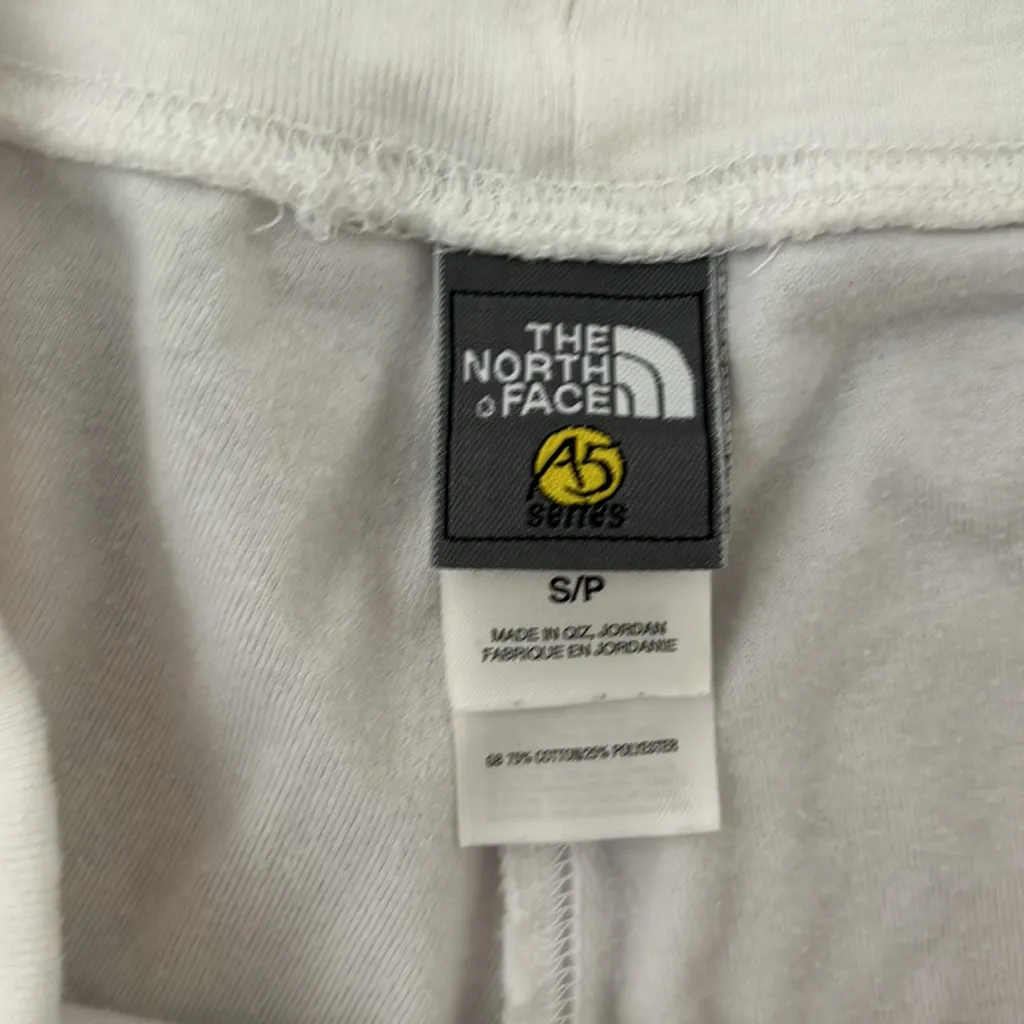 THE
NORTH
FACE
A5
series
S/P
MADE IN QIZ, JORDAN
FABRIQUE EN JORDANIE
75% COTTON/25% POLYESTER